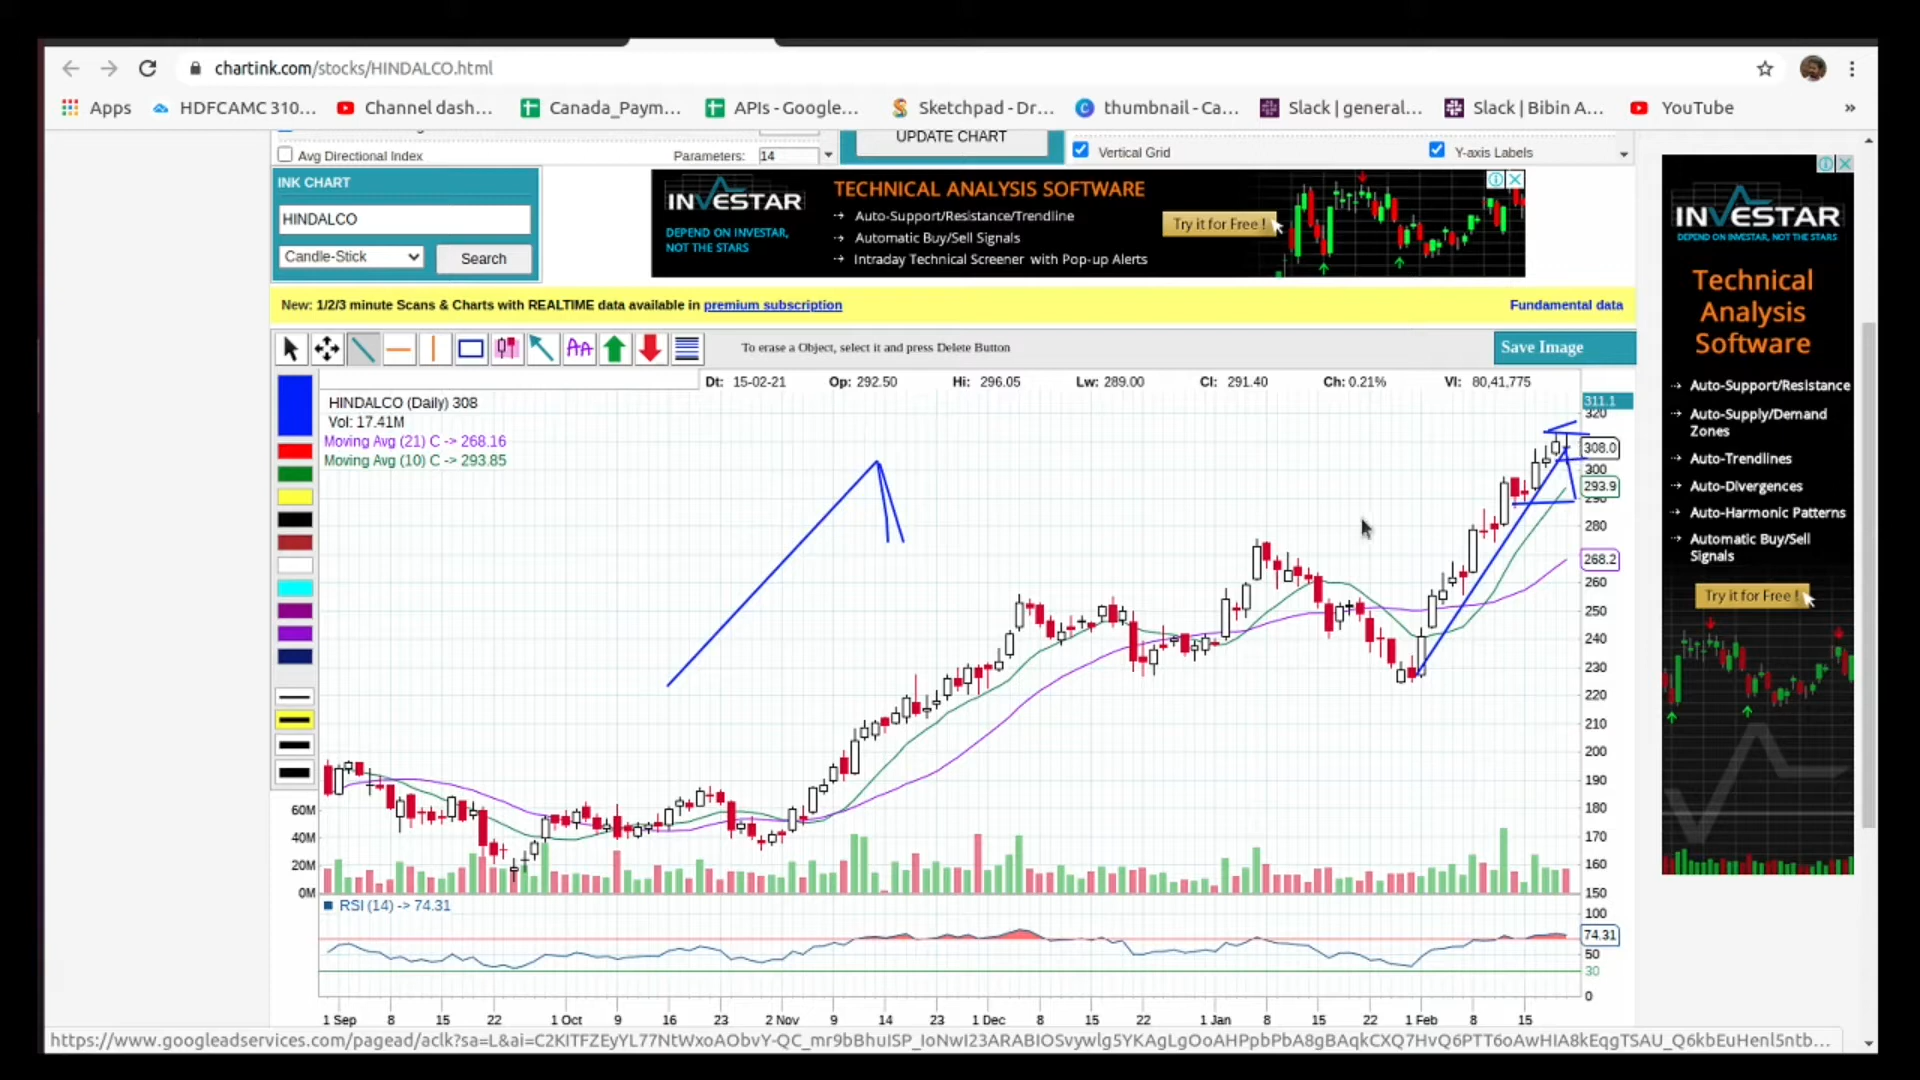 chartink.com/stocks/HINDALCO.html
Apps HDFCAMC 310... Channel dash... Canada_Paym... APIs - Google... Sketchpad - Dr... thumbnail - Ca... Slack | general... Slack | Bibin A... YouTube »
UPDATE CHART
Avg Directional Index Parameters: 14 Vertical Grid Y-axis Labels
INK CHART
HINDALCO
Candle-Stick Search
INVESTAR
DEPEND ON INVESTAR,
NOT THE STARS
TECHNICAL ANALYSIS SOFTWARE
Auto-Support/Resistance/Trendline
Automatic Buy/Sell Signals
Intraday Technical Screener with Pop-up Alerts
Try it for Free !
New: 1/2/3 minute Scans & Charts with REALTIME data available in premium subscription Fundamental data
AA To erase a Object, select it and press Delete Button Save Image
Dt: 15-02-21 Op: 292.50 Hi: 296.05 Lw: 289.00 Cl: 291.40 Ch: 0.21% Vl: 80,41,775
HINDALCO (Daily) 308
Vol: 17.41M
Moving Avg (21) C -> 268.16
Moving Avg (10) C -> 293.85
311.1
320
308.0
300
293.9
290
280
268.2
260
250
240
230
220
210
200
190
180
170
160
150
60M
40M
20M
0M
RSI (14) -> 74.31
100
74.31
50
30
0
1 Sep 8 15 22 1 Oct 9 16 23 2 Nov 9 14 23 1 Dec 8 15 22 1 Jan 8 15 22 1 Feb 8 15
INVESTAR
DEPEND ON INVESTAR, NOT THE STARS
Technical
Analysis
Software
Auto-Support/Resistance
Auto-Supply/Demand
Zones
Auto-Trendlines
Auto-Divergences
Auto-Harmonic Patterns
Automatic Buy/Sell
Signals
Try it for Free !